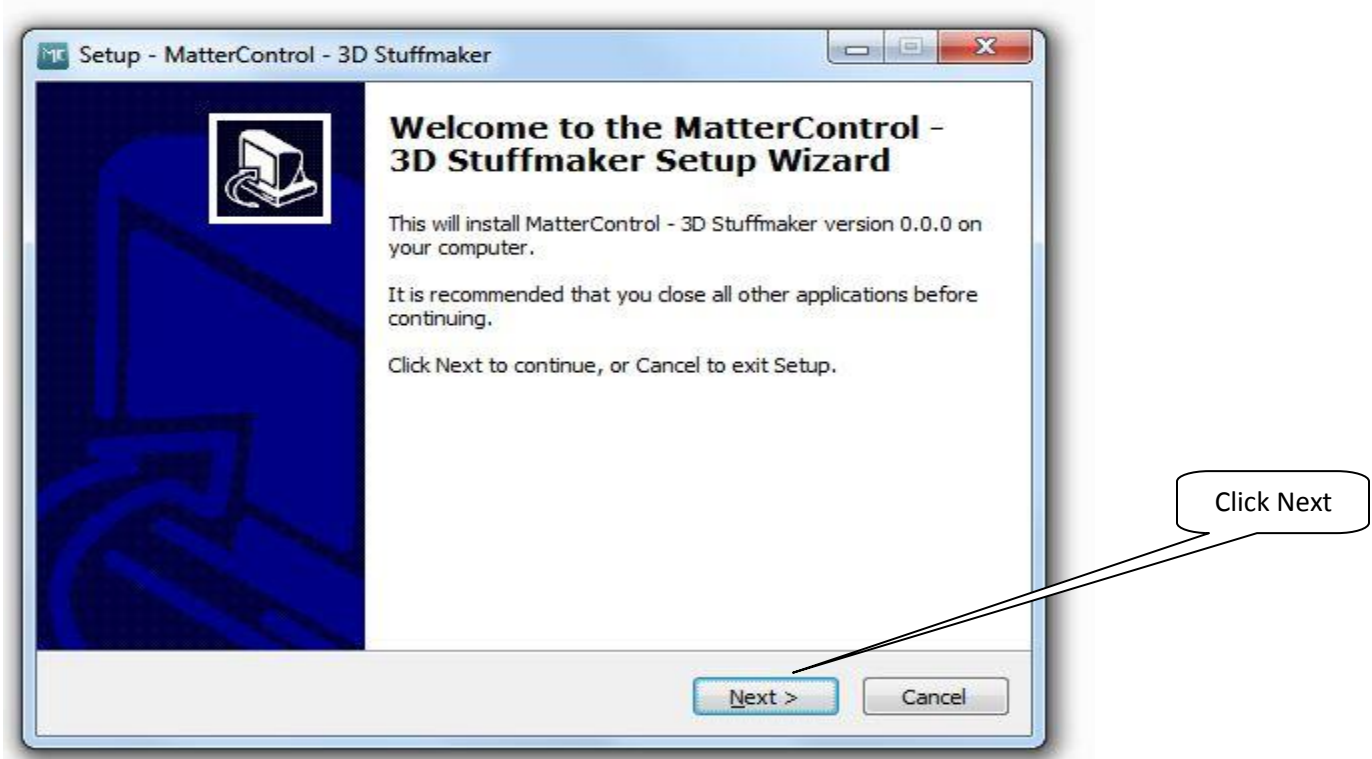 MC Setup - MatterControl - 3D Stuffmaker
Welcome to the MatterControl -
3D Stuffmaker Setup Wizard
This will install MatterControl - 3D Stuffmaker version 0.0.0 on
your computer.
It is recommended that you close all other applications before
continuing.
Click Next to continue, or Cancel to exit Setup.
Click Next
Next > Cancel